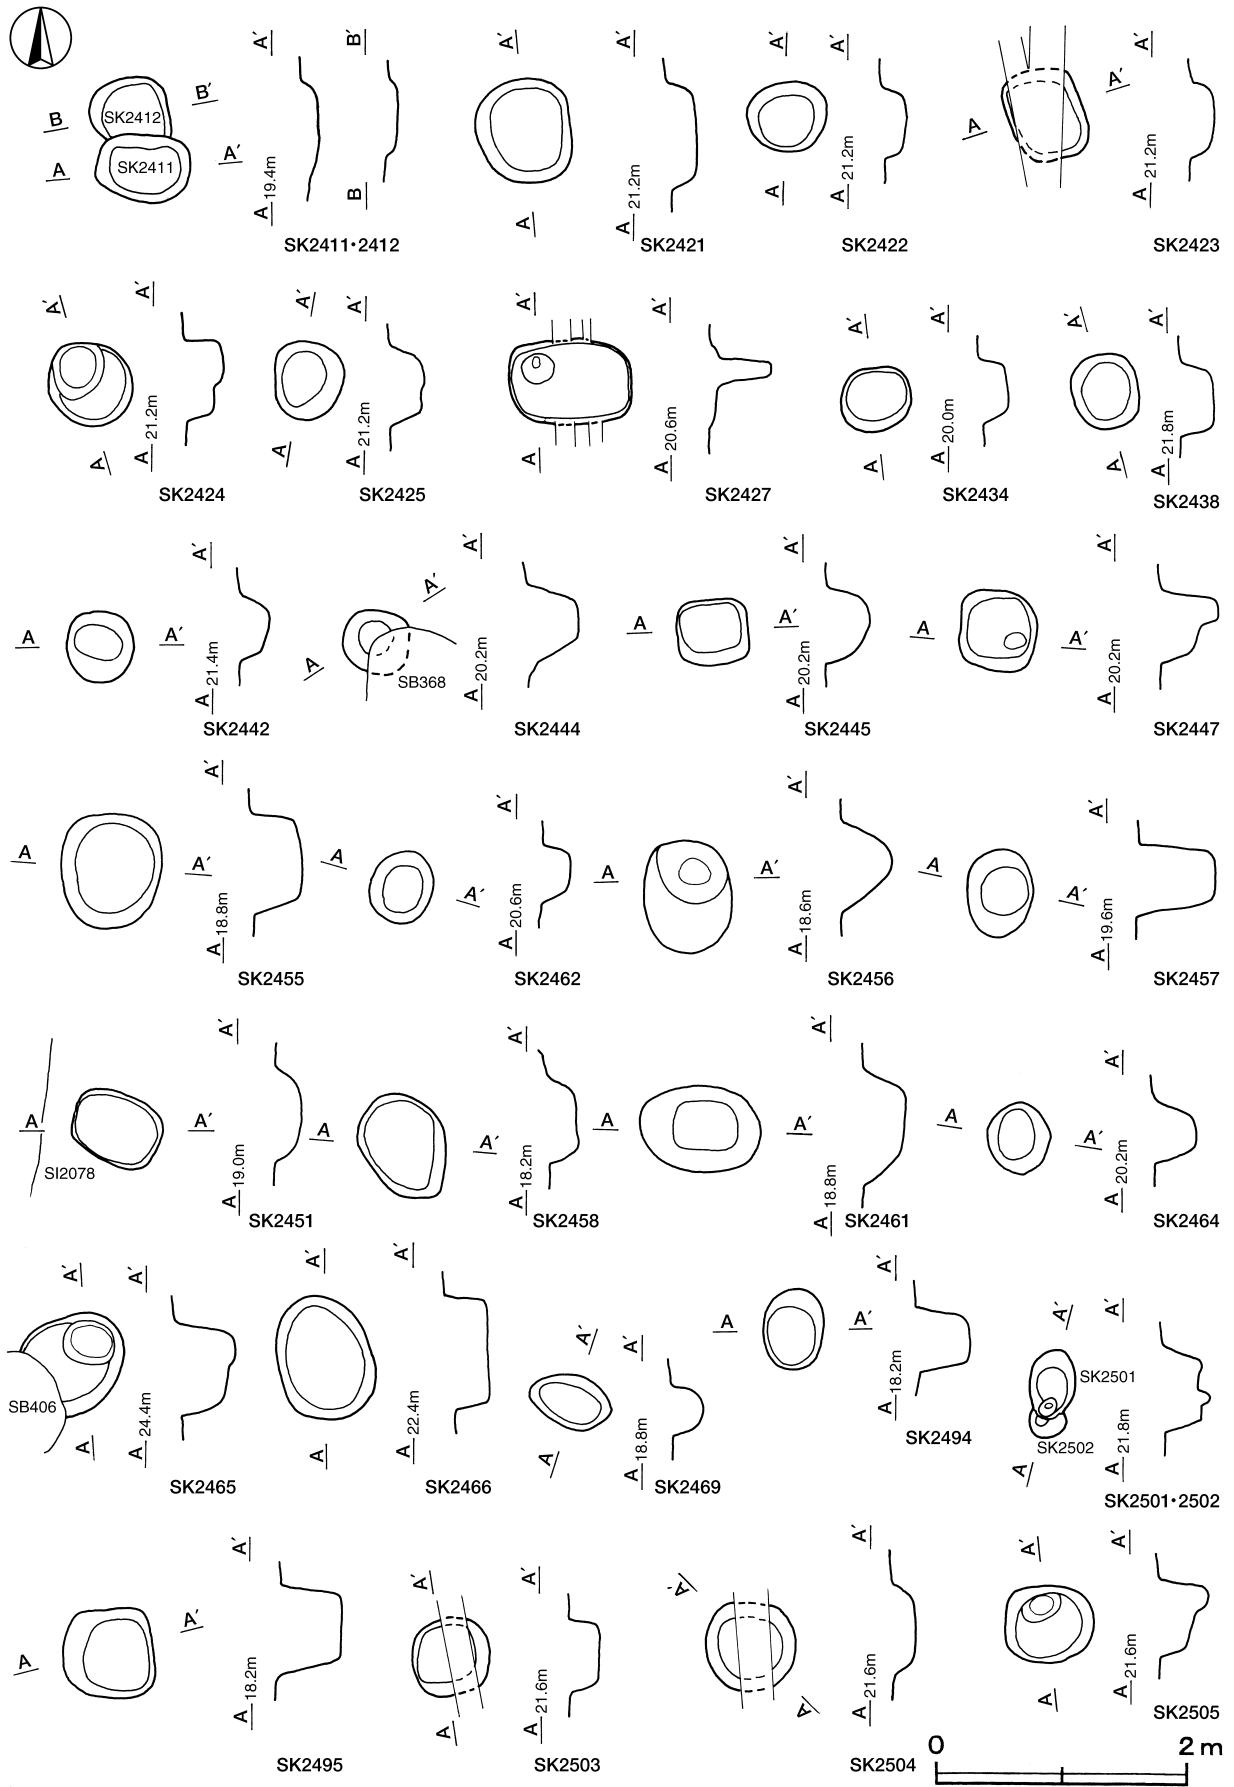 A′ B′ A′ A′ A′ A′
B B′ SK2412 A′ A
A A′ SK2411
A 19.4m B A A 21.2m A A 21.2m A 21.2m
SK2411・2412 SK2421 SK2422 SK2423
A′ A′ A′ A′ A′ A′ A′ A′ A′ A′
A A 21.2m A A 21.2m A A 20.6m A A 20.0m A A 21.8m
SK2424 SK2425 SK2427 SK2434 SK2438
A′ A′ A′ A′
A A′ A A′ A A′ A A′
A 21.4m SB368 A 20.2m A 20.2m A 20.2m
SK2442 SK2444 SK2445 SK2447
A′ A′ A′ A′
A A′ A A′ A A′ A A′
A 18.8m A 20.6m A 18.6m A 19.6m
SK2455 SK2462 SK2456 SK2457
A′ A′ A′ A′
A A′ A A′ A A′ A A′
SI2078 A 19.0m A 18.2m A 18.8m A 20.2m
SK2451 SK2458 SK2461 SK2464
A′ A′ A′ A′ A′ A′ A′ A′ A′
A A′
SK2501
SB406 SK2502
A A 24.4m A A 22.4m A A 18.8m A 18.2m A A 21.8m
SK2465 SK2466 SK2469 SK2494 SK2501・2502
A′ A′ A′ A′ A′ A′ A′
A A′
A 18.2m A A 21.6m A A 21.6m A A 21.6m
SK2495 SK2503 SK2504 SK2505
0 2 m